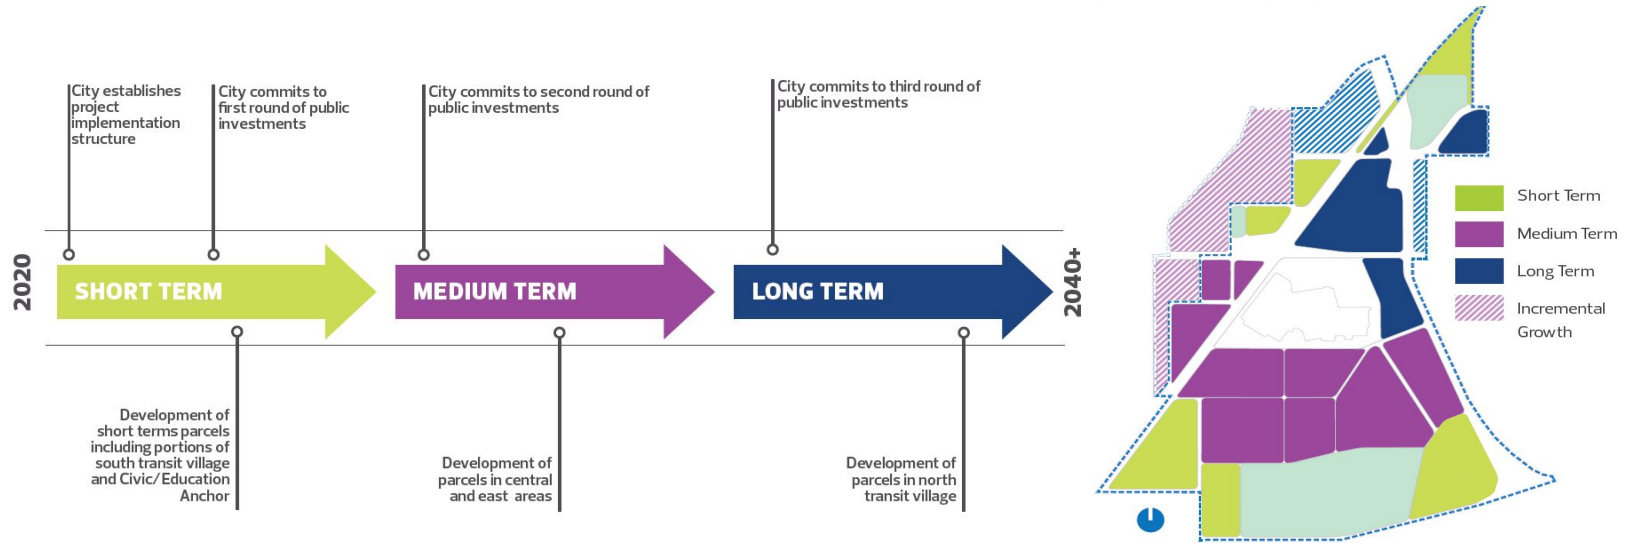 City establishes
project
implementation
structure
City commits to
first round of public
investments
City commits to second round of
public investments
City commits to third round of
public investments
2020
SHORT TERM
MEDIUM TERM
LONG TERM
2040+
Development of
short terms parcels
including portions of
south transit village
and Civic/Education
Anchor
Development of
parcels in central
and east areas
Development of
parcels in north
transit village
Short Term
Medium Term
Long Term
Incremental
Growth